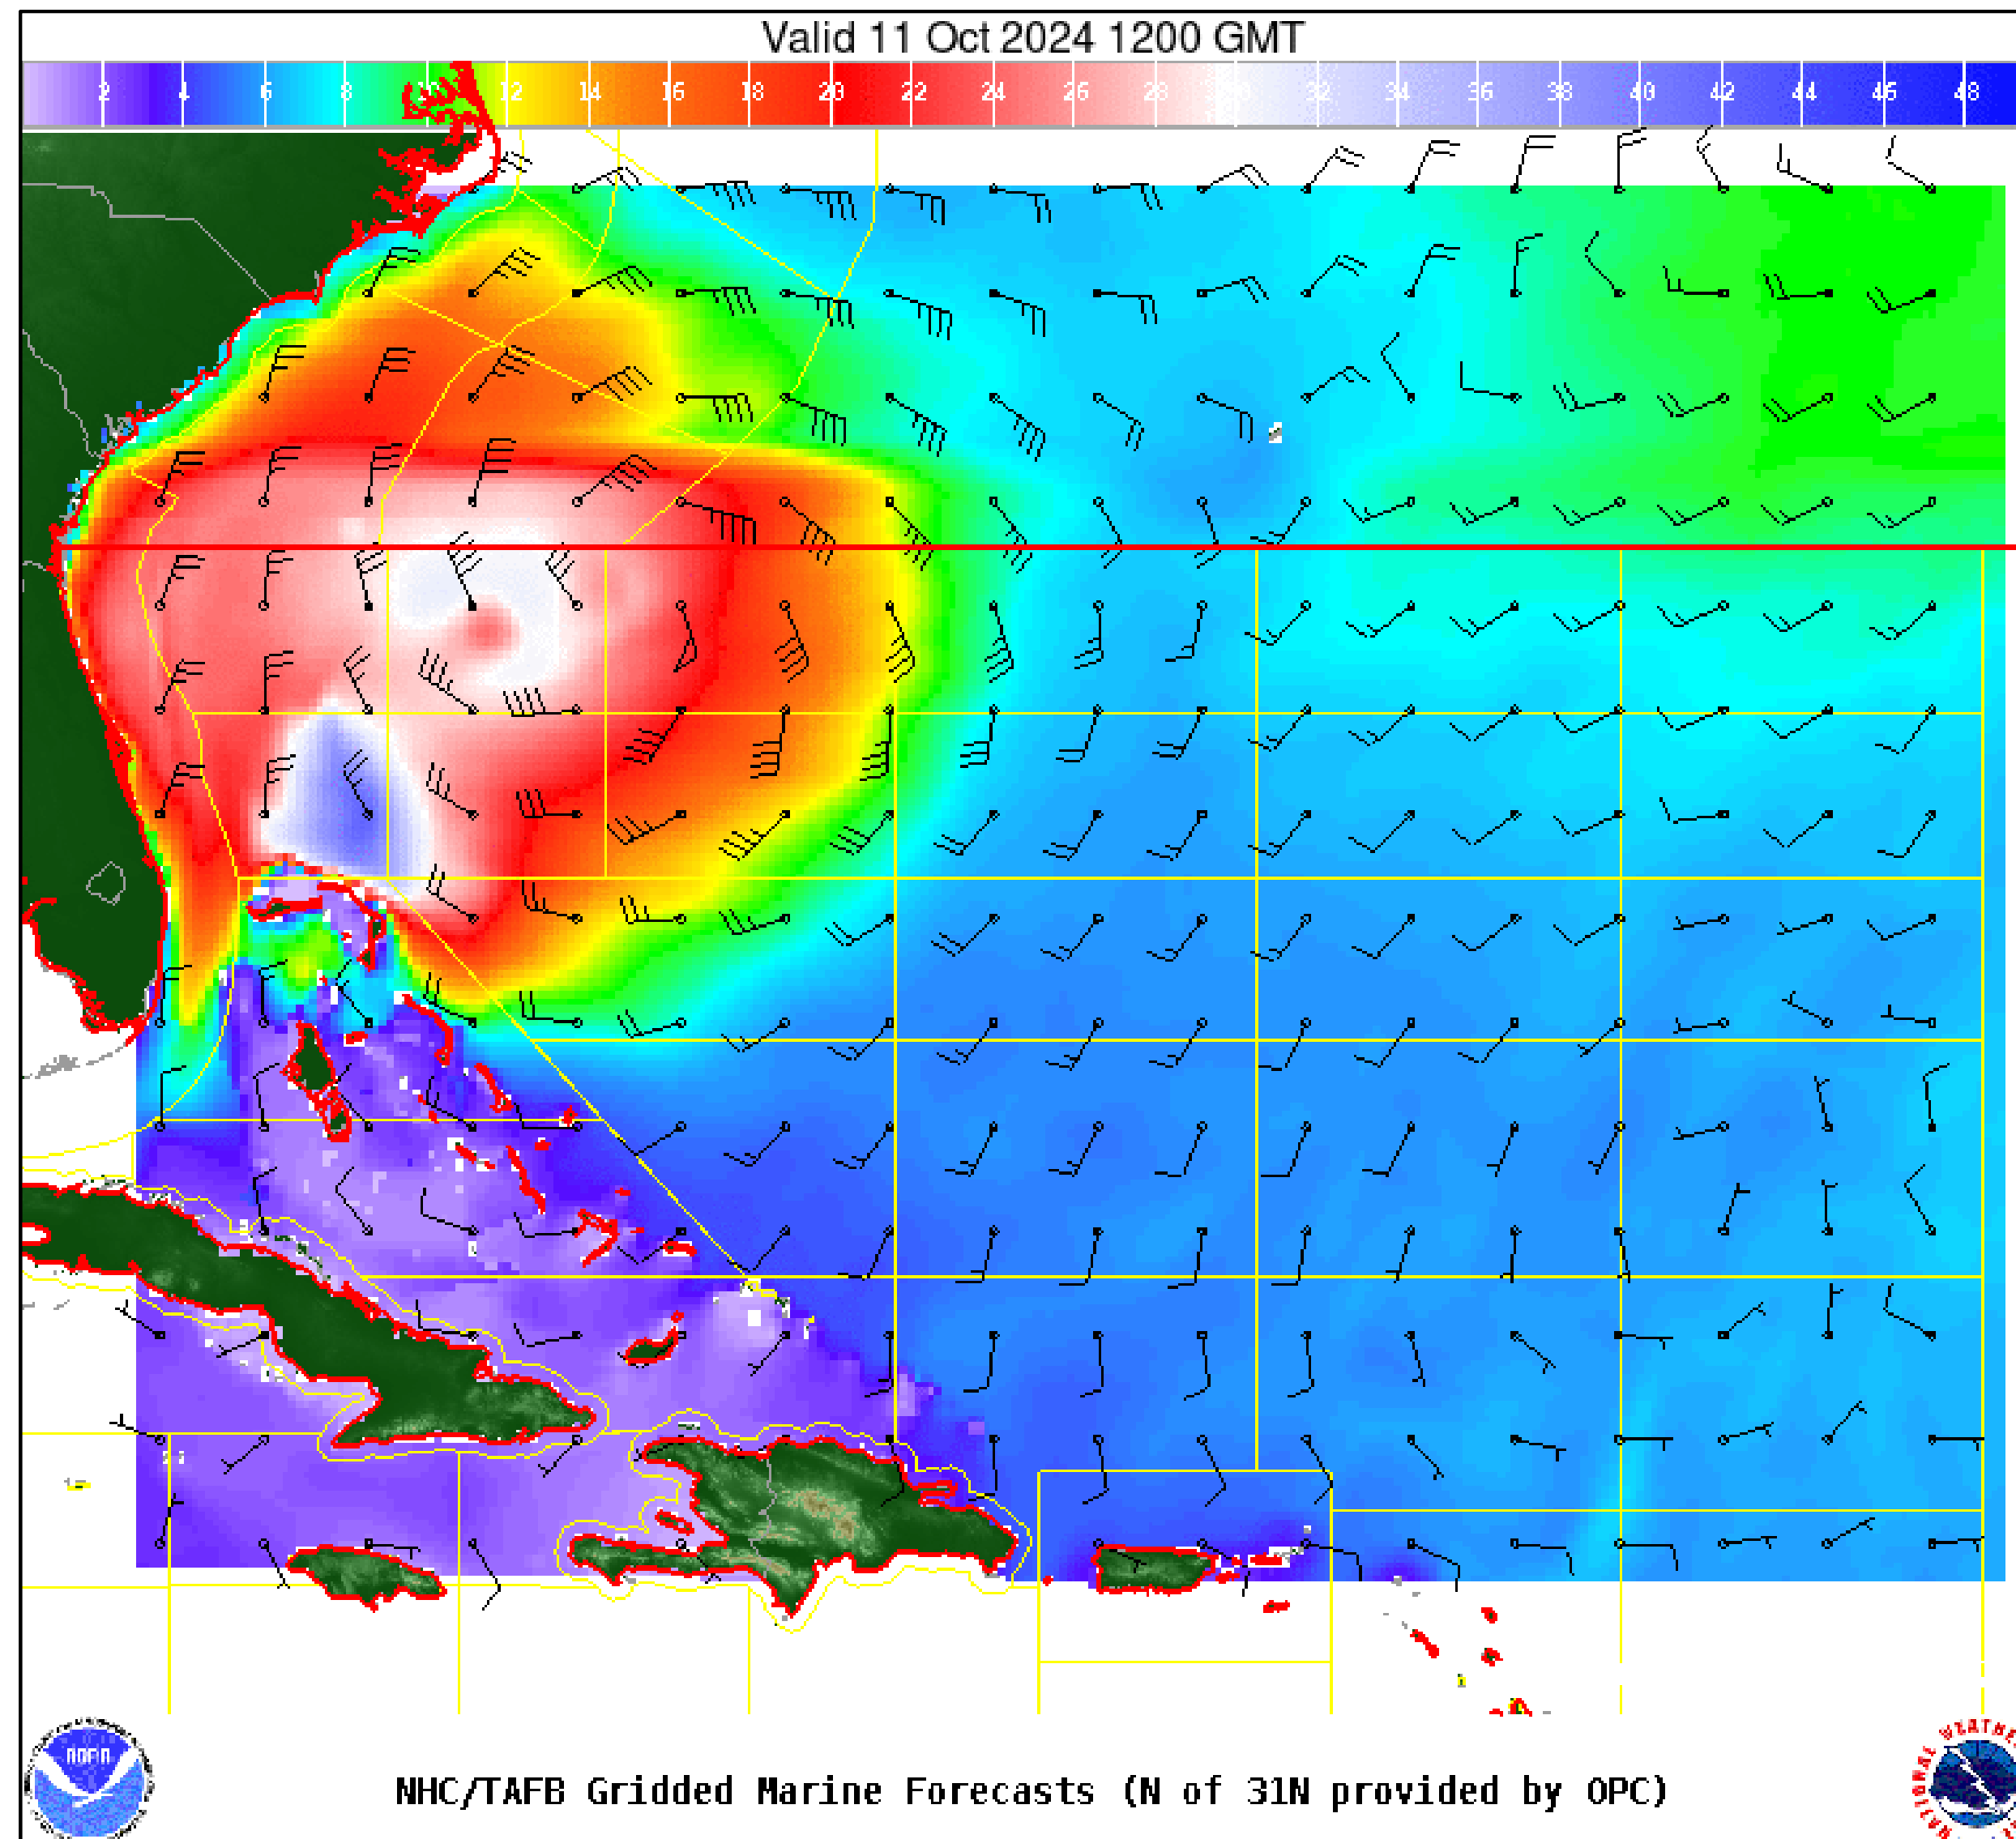 Valid 11 Oct 2024 1200 GMT
2 4 6 8 10 12 14 16 18 20 22 24 26 28 30 32 34 36 38 40 42 44 46 48
NOAA
NHC/TAFB Gridded Marine Forecasts (N of 31N provided by OPC)